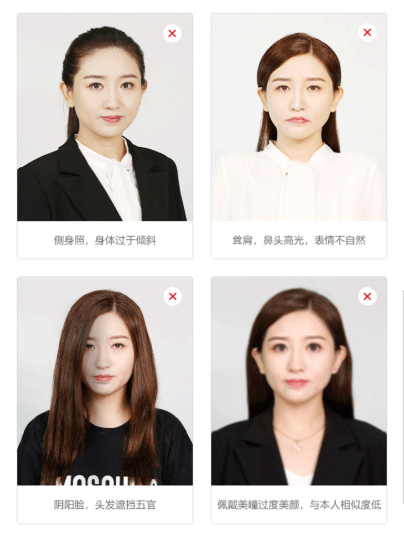 侧身照，身体过于倾斜
耸肩，鼻头高光，表情不自然
阴阳脸，头发遮挡五官
佩戴美瞳过度美颜，与本人相似度低